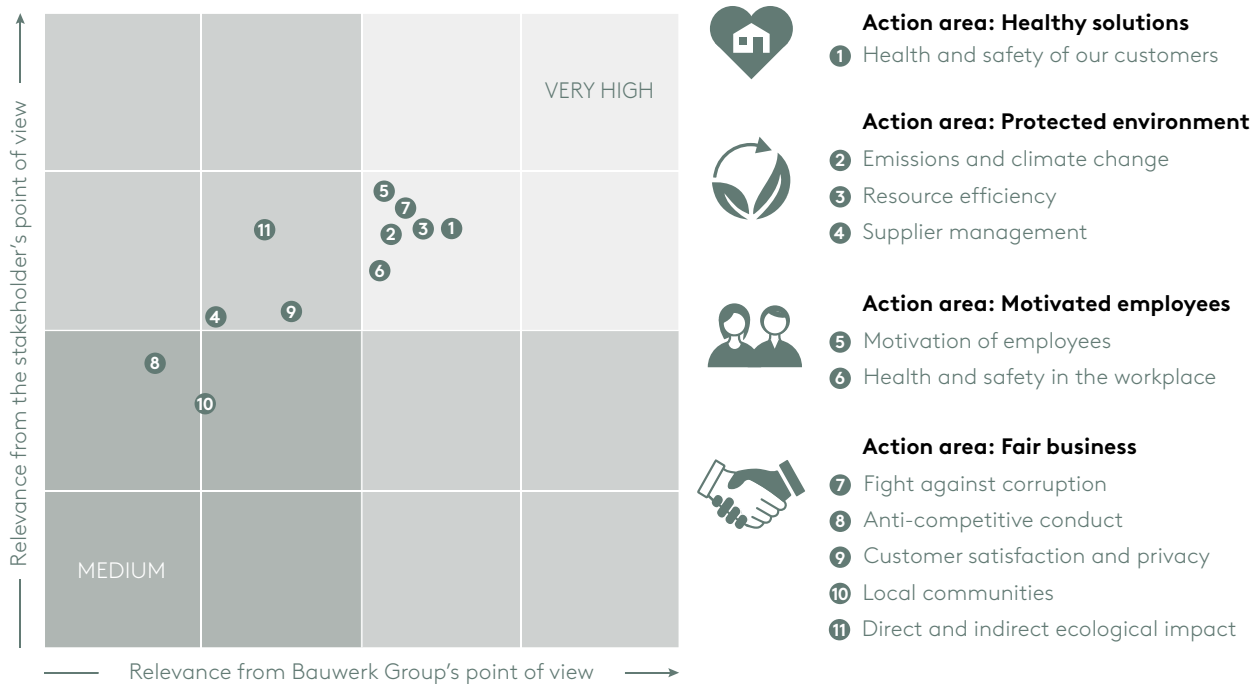 Relevance from the stakeholder's point of view
VERY HIGH
5
7
11
2
3
1
6
4
9
8
10
MEDIUM
Relevance from Bauwerk Group's point of view
Action area: Healthy solutions
1 Health and safety of our customers
Action area: Protected environment
2 Emissions and climate change
3 Resource efficiency
4 Supplier management
Action area: Motivated employees
5 Motivation of employees
6 Health and safety in the workplace
Action area: Fair business
7 Fight against corruption
8 Anti-competitive conduct
9 Customer satisfaction and privacy
10 Local communities
11 Direct and indirect ecological impact